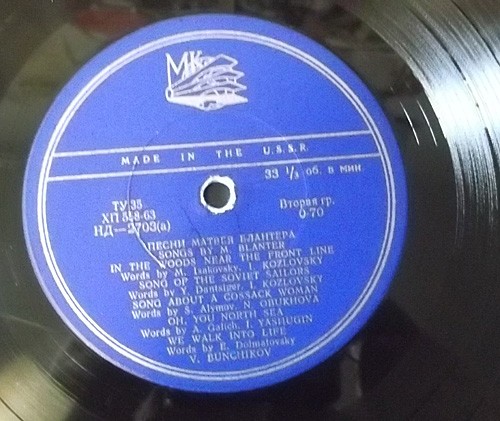 МК
MADE IN THE U.S.S.R.
33 ⅓ об. в мин.
ТУ 35
ХП 558-63
НД—2703(а)
Вторая гр.
0-70
ПЕСНИ МАТВЕЯ БЛАНТЕРА
SONGS BY M. BLANTER
IN THE WOODS NEAR THE FRONT LINE
Words by M. Isakovsky, I. KOZLOVSKY
SONG OF THE SOVIET SAILORS
Words by Y. Dantsiger, I. KOZLOVSKY
SONG ABOUT A COSSACK WOMAN
Words by S. Alymov, N. OBUKHOVA
OH, YOU NORTH SEA
Words by A. Galich, I. YASHUGIN
WE WALK INTO LIFE
Words by E. Dolmatovsky
V. BUNCHIKOV